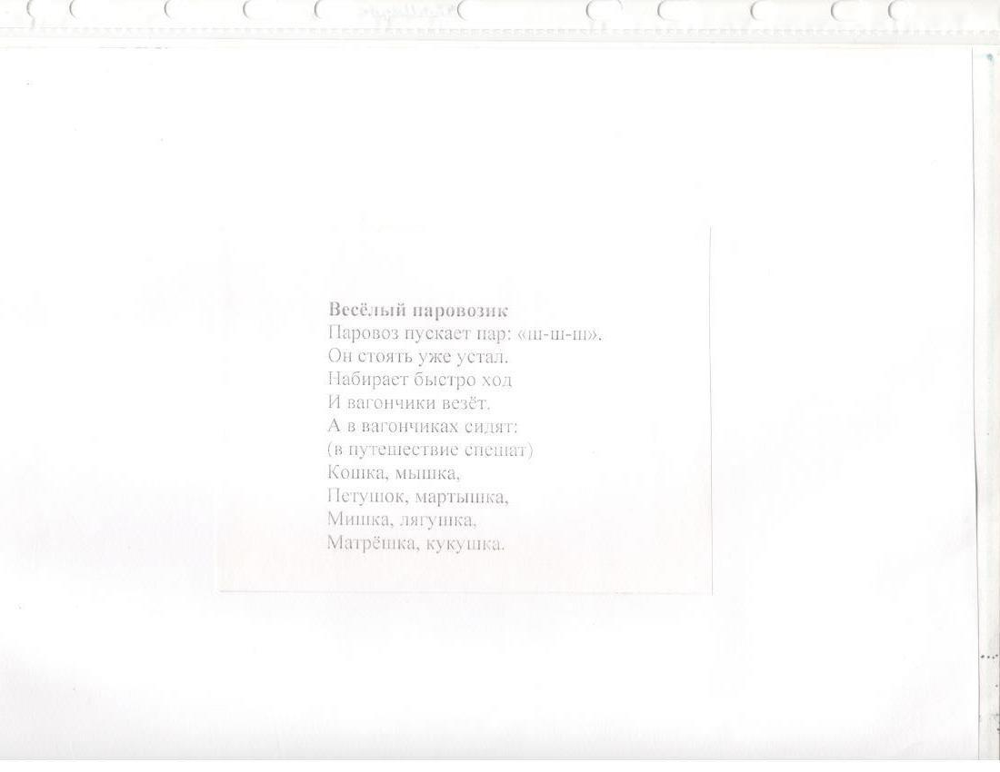 Весёлый паровозик
Паровоз пускает пар: «ш-ш-ш».
Он стоять уже устал.
Набирает быстро ход
И вагончики везёт.
А в вагончиках сидят:
(в путешествие спешат)
Кошка, мышка,
Петушок, мартышка,
Мишка, лягушка,
Матрёшка, кукушка.